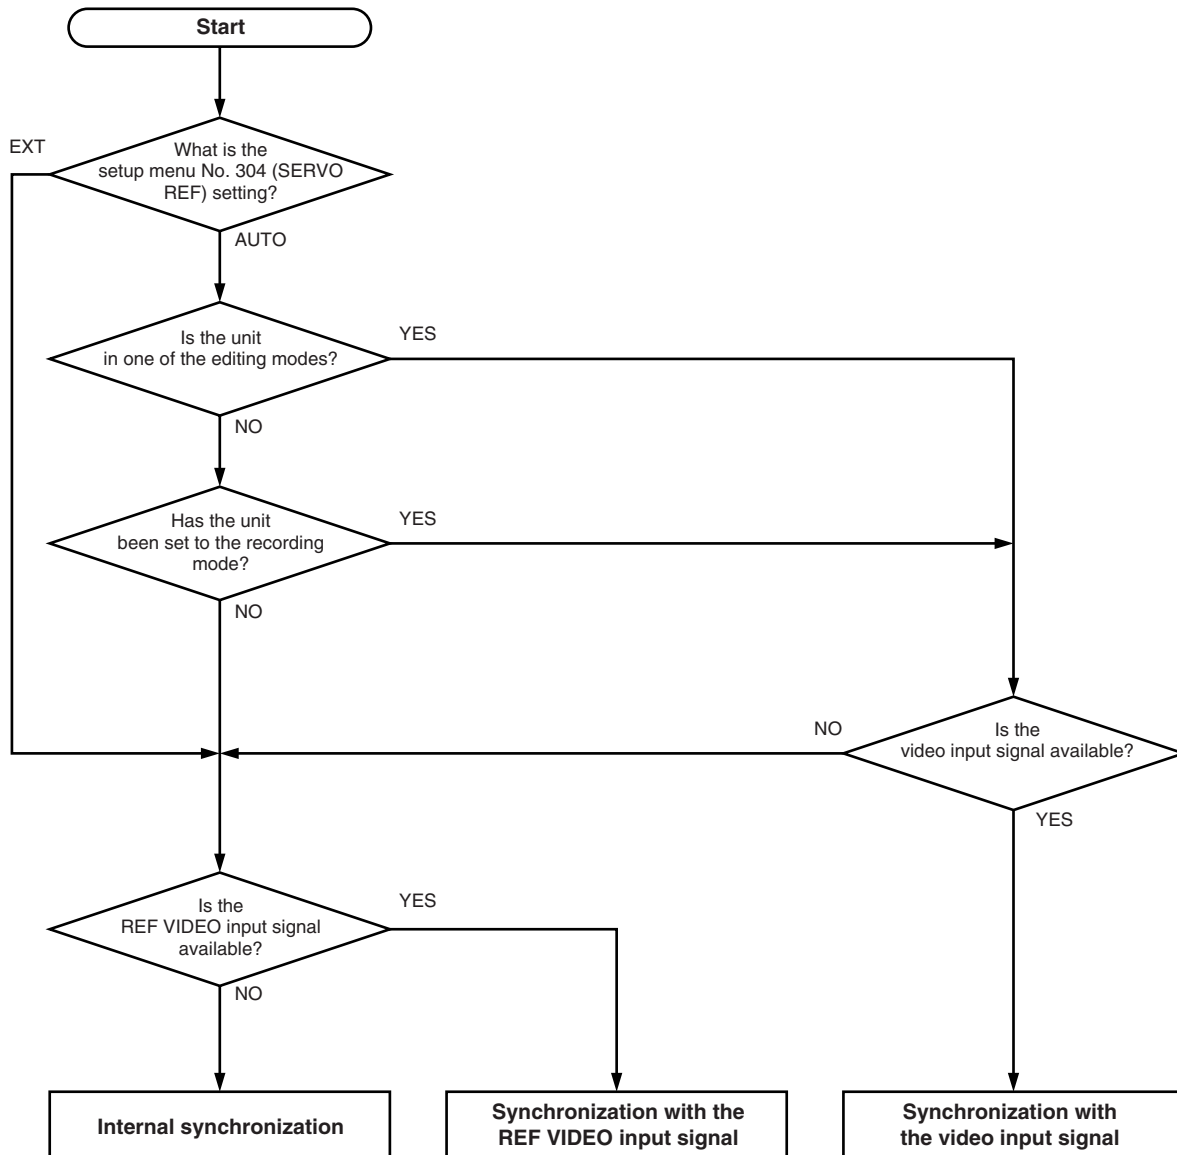 Start
EXT
What is the
setup menu No. 304 (SERVO
REF) setting?
AUTO
Is the unit
in one of the editing modes?
YES
NO
Has the unit
been set to the recording
mode?
YES
NO
NO
Is the
video input signal available?
YES
Is the
REF VIDEO input signal
available?
YES
NO
Internal synchronization
Synchronization with the
REF VIDEO input signal
Synchronization with
the video input signal